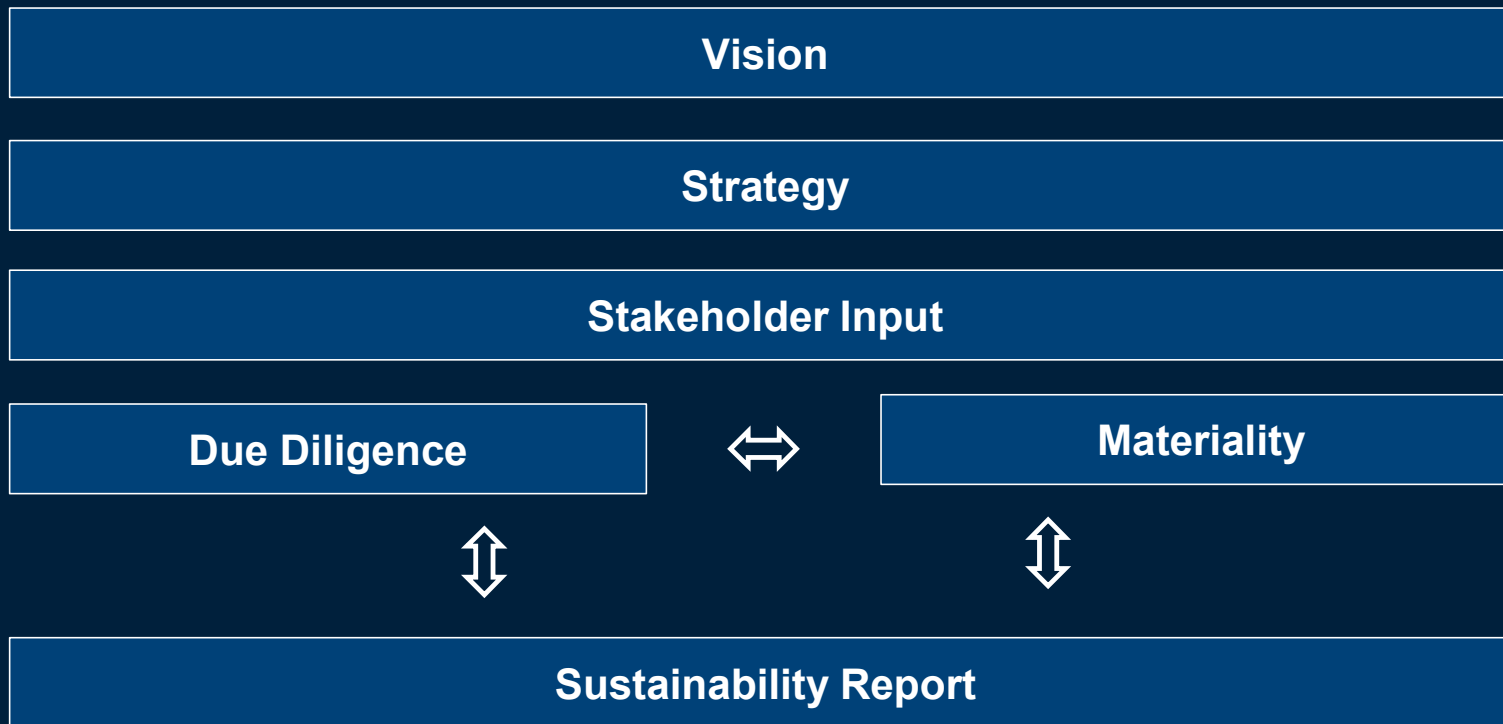 Vision
Strategy
Stakeholder Input
Due Diligence
Materiality
Sustainability Report